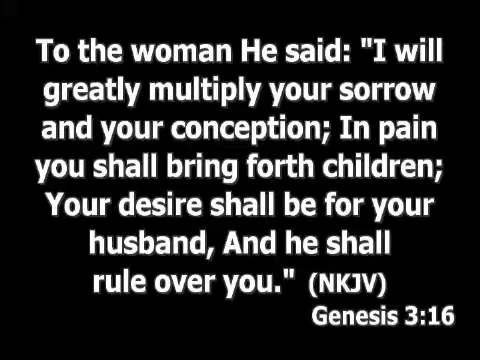 To the woman He said: "I will
greatly multiply your sorrow
and your conception; In pain
you shall bring forth children;
Your desire shall be for your
husband, And he shall
rule over you." (NKJV)
Genesis 3:16